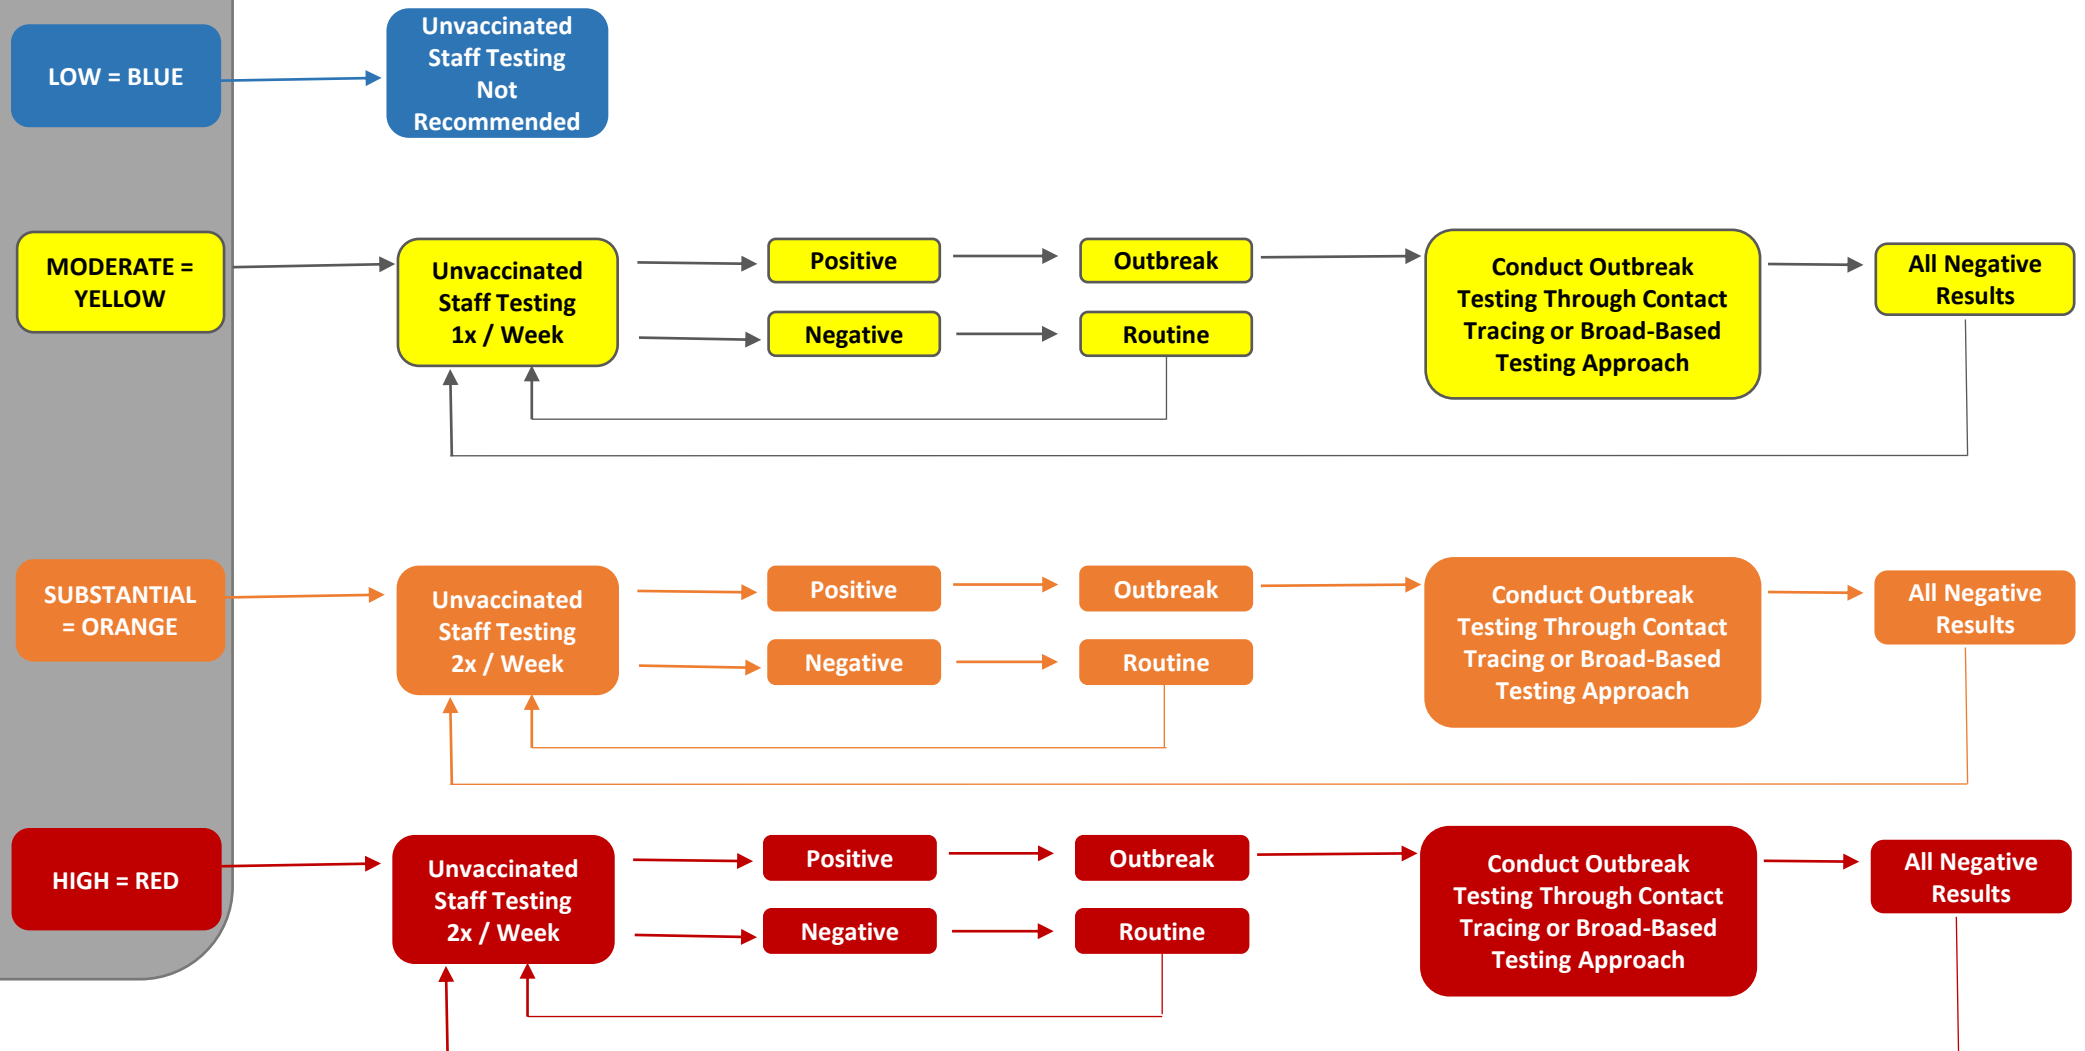 LOW = BLUE
Unvaccinated
Staff Testing
Not
Recommended
MODERATE =
YELLOW
Unvaccinated
Staff Testing
1x / Week
Positive
Outbreak
Negative
Routine
Conduct Outbreak
Testing Through Contact
Tracing or Broad-Based
Testing Approach
All Negative
Results
SUBSTANTIAL
= ORANGE
Unvaccinated
Staff Testing
2x / Week
Positive
Outbreak
Negative
Routine
Conduct Outbreak
Testing Through Contact
Tracing or Broad-Based
Testing Approach
All Negative
Results
HIGH = RED
Unvaccinated
Staff Testing
2x / Week
Positive
Outbreak
Negative
Routine
Conduct Outbreak
Testing Through Contact
Tracing or Broad-Based
Testing Approach
All Negative
Results